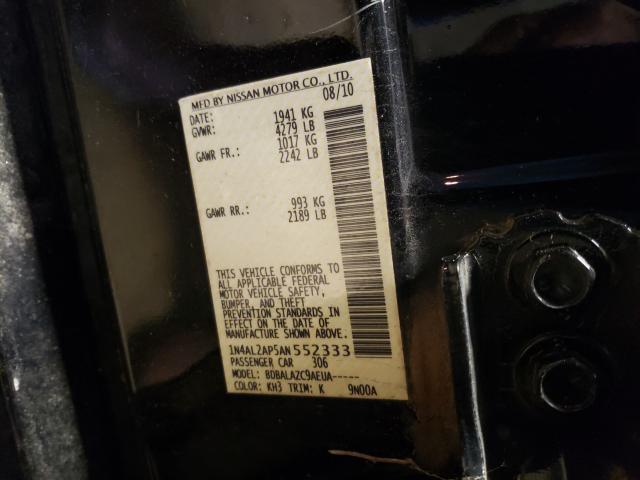 MFD BY NISSAN MOTOR CO., LTD.
DATE: 08/10
GVWR: 1941 KG
4279 LB
GAWR FR.: 1017 KG
2242 LB
GAWR RR.: 993 KG
2189 LB
THIS VEHICLE CONFORMS TO
ALL APPLICABLE FEDERAL
MOTOR VEHICLE SAFETY,
BUMPER, AND THEFT
PREVENTION STANDARDS IN
EFFECT ON THE DATE OF
MANUFACTURE SHOWN ABOVE.
1N4AL2AP5AN552333
PASSENGER CAR 306
MODEL: BDBALAZC9AEUA-----
COLOR: KH3 TRIM: K 9N00A